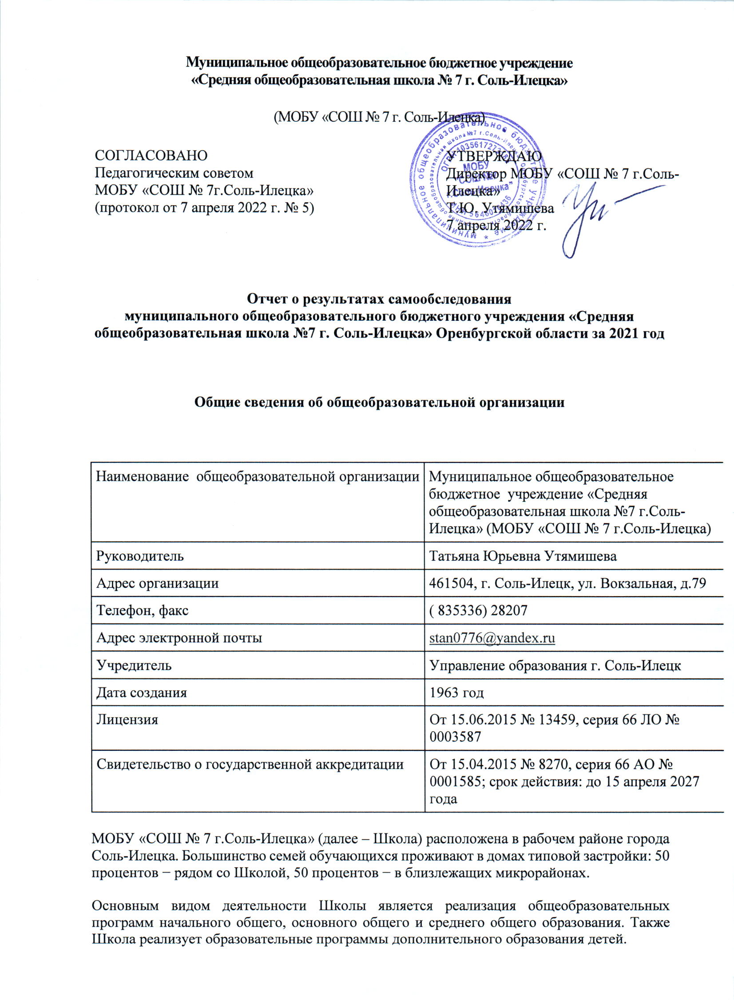 Муниципальное общеобразовательное бюджетное учреждение
«Средняя общеобразовательная школа № 7 г. Соль-Илецка»
(МОБУ «СОШ № 7 г. Соль-Илецка)
СОГЛАСОВАНО
Педагогическим советом
МОБУ «СОШ № 7г.Соль-Илецка»
(протокол от 7 апреля 2022 г. № 5)
УТВЕРЖДАЮ
Директор МОБУ «СОШ № 7 г.Соль-
Илецка»
Т.Ю. Утямишева
7 апреля 2022 г.
муниципальное общеобразовательное бюджетное учреждение
МОБУ
"СОШ №7
г.Соль-Илецка"
Отчет о результатах самообследования
муниципального общеобразовательного бюджетного учреждения «Средняя
общеобразовательная школа №7 г. Соль-Илецка» Оренбургской области за 2021 год
Общие сведения об общеобразовательной организации
Наименование общеобразовательной организации
Муниципальное общеобразовательное
бюджетное учреждение «Средняя
общеобразовательная школа №7 г.Соль-
Илецка» (МОБУ «СОШ № 7 г.Соль-Илецка)
Руководитель
Татьяна Юрьевна Утямишева
Адрес организации
461504, г. Соль-Илецк, ул. Вокзальная, д.79
Телефон, факс
( 835336) 28207
Адрес электронной почты
stan0776@yandex.ru
Учредитель
Управление образования г. Соль-Илецк
Дата создания
1963 год
Лицензия
От 15.06.2015 № 13459, серия 66 ЛО №
0003587
Свидетельство о государственной аккредитации
От 15.04.2015 № 8270, серия 66 АО №
0001585; срок действия: до 15 апреля 2027
года
МОБУ «СОШ № 7 г.Соль-Илецка» (далее – Школа) расположена в рабочем районе города
Соль-Илецка. Большинство семей обучающихся проживают в домах типовой застройки: 50
процентов − рядом со Школой, 50 процентов − в близлежащих микрорайонах.
Основным видом деятельности Школы является реализация общеобразовательных
программ начального общего, основного общего и среднего общего образования. Также
Школа реализует образовательные программы дополнительного образования детей.